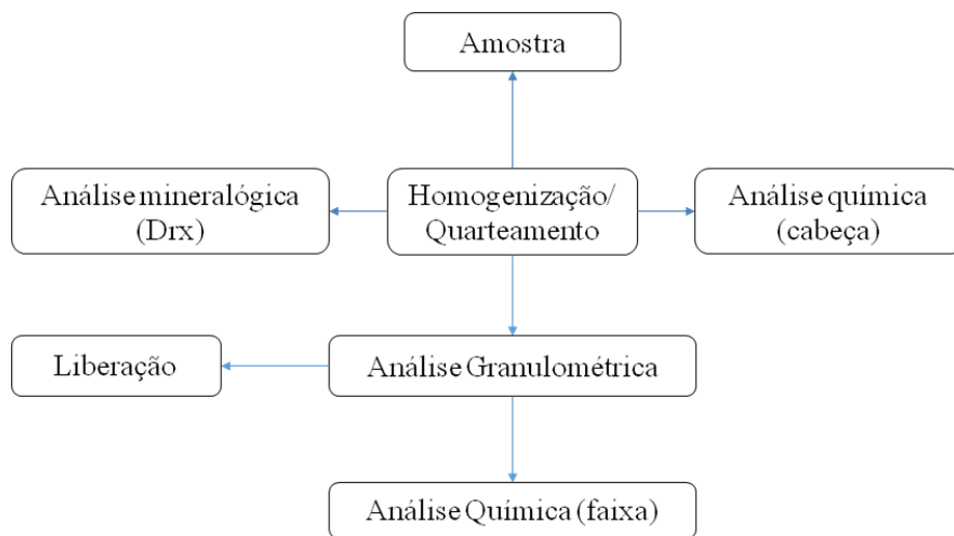 Amostra
Análise mineralógica
(Drx)
Homogenização/
Quarteamento
Análise química
(cabeça)
Liberação
Análise Granulométrica
Análise Química (faixa)